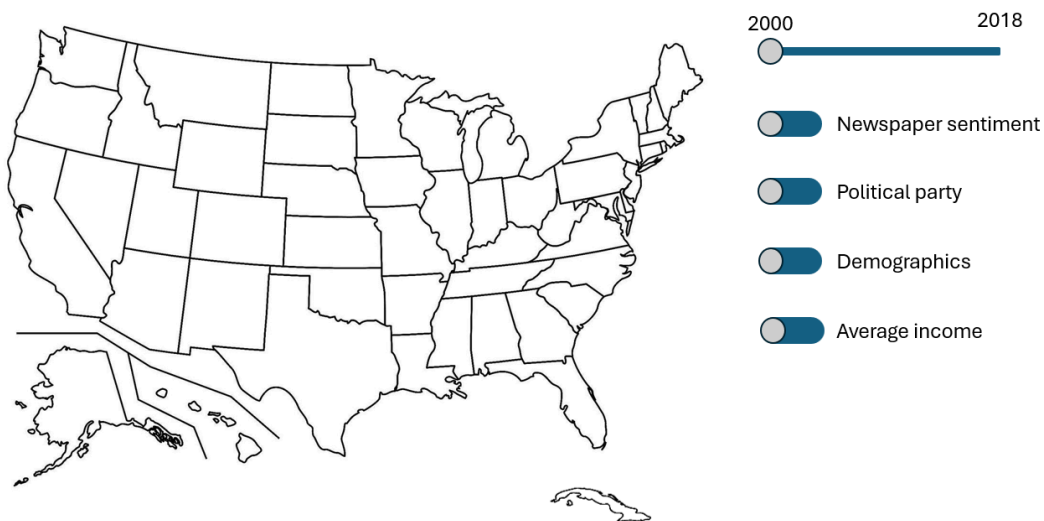 2000 2018
Newspaper sentiment
Political party
Demographics
Average income